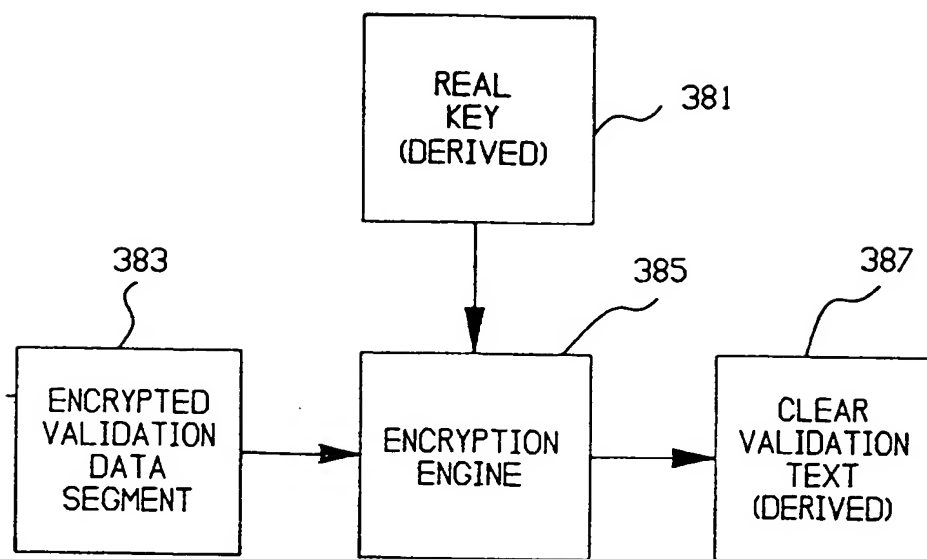 REAL
KEY
(DERIVED)
381
383
385
387
ENCRYPTED
VALIDATION
DATA
SEGMENT
ENCRYPTION
ENGINE
CLEAR
VALIDATION
TEXT
(DERIVED)